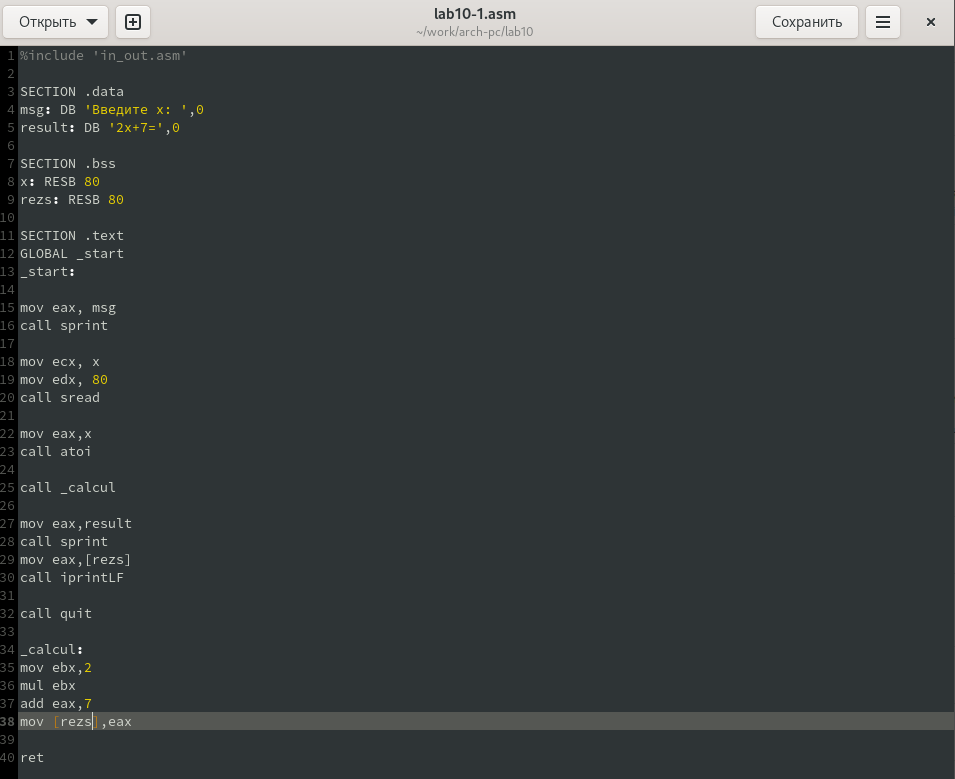 Открыть
lab10-1.asm
~/work/arch-pc/lab10
Сохранить
1 %include 'in_out.asm'
2
3 SECTION .data
4 msg: DB 'Введите x: ',0
5 result: DB '2x+7=',0
6
7 SECTION .bss
8 x: RESB 80
9 rezs: RESB 80
10
11 SECTION .text
12 GLOBAL _start
13 _start:
14
15 mov eax, msg
16 call sprint
17
18 mov ecx, x
19 mov edx, 80
20 call sread
21
22 mov eax,x
23 call atoi
24
25 call _calcul
26
27 mov eax,result
28 call sprint
29 mov eax,[rezs]
30 call iprintLF
31
32 call quit
33
34 _calcul:
35 mov ebx,2
36 mul ebx
37 add eax,7
38 mov [rezs],eax
39
40 ret